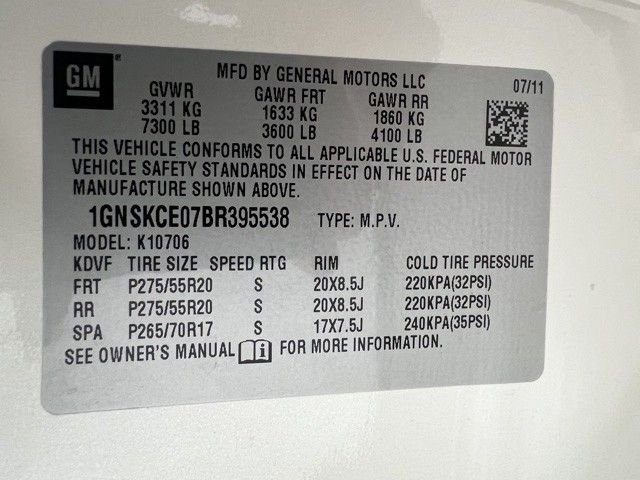 GM
MFD BY GENERAL MOTORS LLC 07/11
GVWR GAWR FRT GAWR RR
3311 KG 1633 KG 1860 KG
7300 LB 3600 LB 4100 LB
THIS VEHICLE CONFORMS TO ALL APPLICABLE U.S. FEDERAL MOTOR
VEHICLE SAFETY STANDARDS IN EFFECT ON THE DATE OF
MANUFACTURE SHOWN ABOVE.
1GNSKCE07BR395538 TYPE: M.P.V.
MODEL: K10706
KDVF TIRE SIZE SPEED RTG RIM COLD TIRE PRESSURE
FRT P275/55R20 S 20X8.5J 220KPA(32PSI)
RR P275/55R20 S 20X8.5J 220KPA(32PSI)
SPA P265/70R17 S 17X7.5J 240KPA(35PSI)
SEE OWNER'S MANUAL FOR MORE INFORMATION.